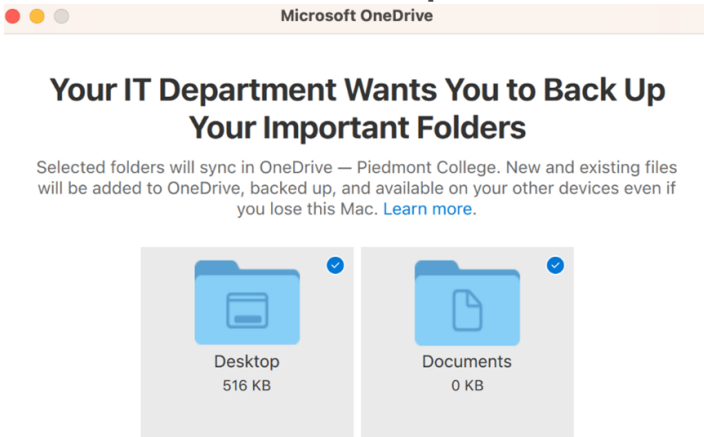 Microsoft OneDrive
Your IT Department Wants You to Back Up
Your Important Folders
Selected folders will sync in OneDrive — Piedmont College. New and existing files
will be added to OneDrive, backed up, and available on your other devices even if
you lose this Mac. Learn more.
Desktop
516 KB
Documents
0 KB